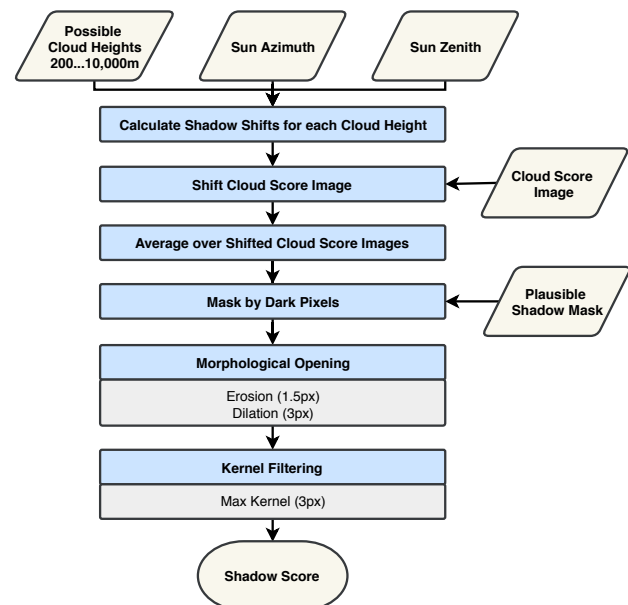 Possible
Cloud Heights
200...10,000m
Sun Azimuth
Sun Zenith
Calculate Shadow Shifts for each Cloud Height
Shift Cloud Score Image
Cloud Score
Image
Average over Shifted Cloud Score Images
Mask by Dark Pixels
Plausible
Shadow Mask
Morphological Opening
Erosion (1.5px)
Dilation (3px)
Kernel Filtering
Max Kernel (3px)
Shadow Score